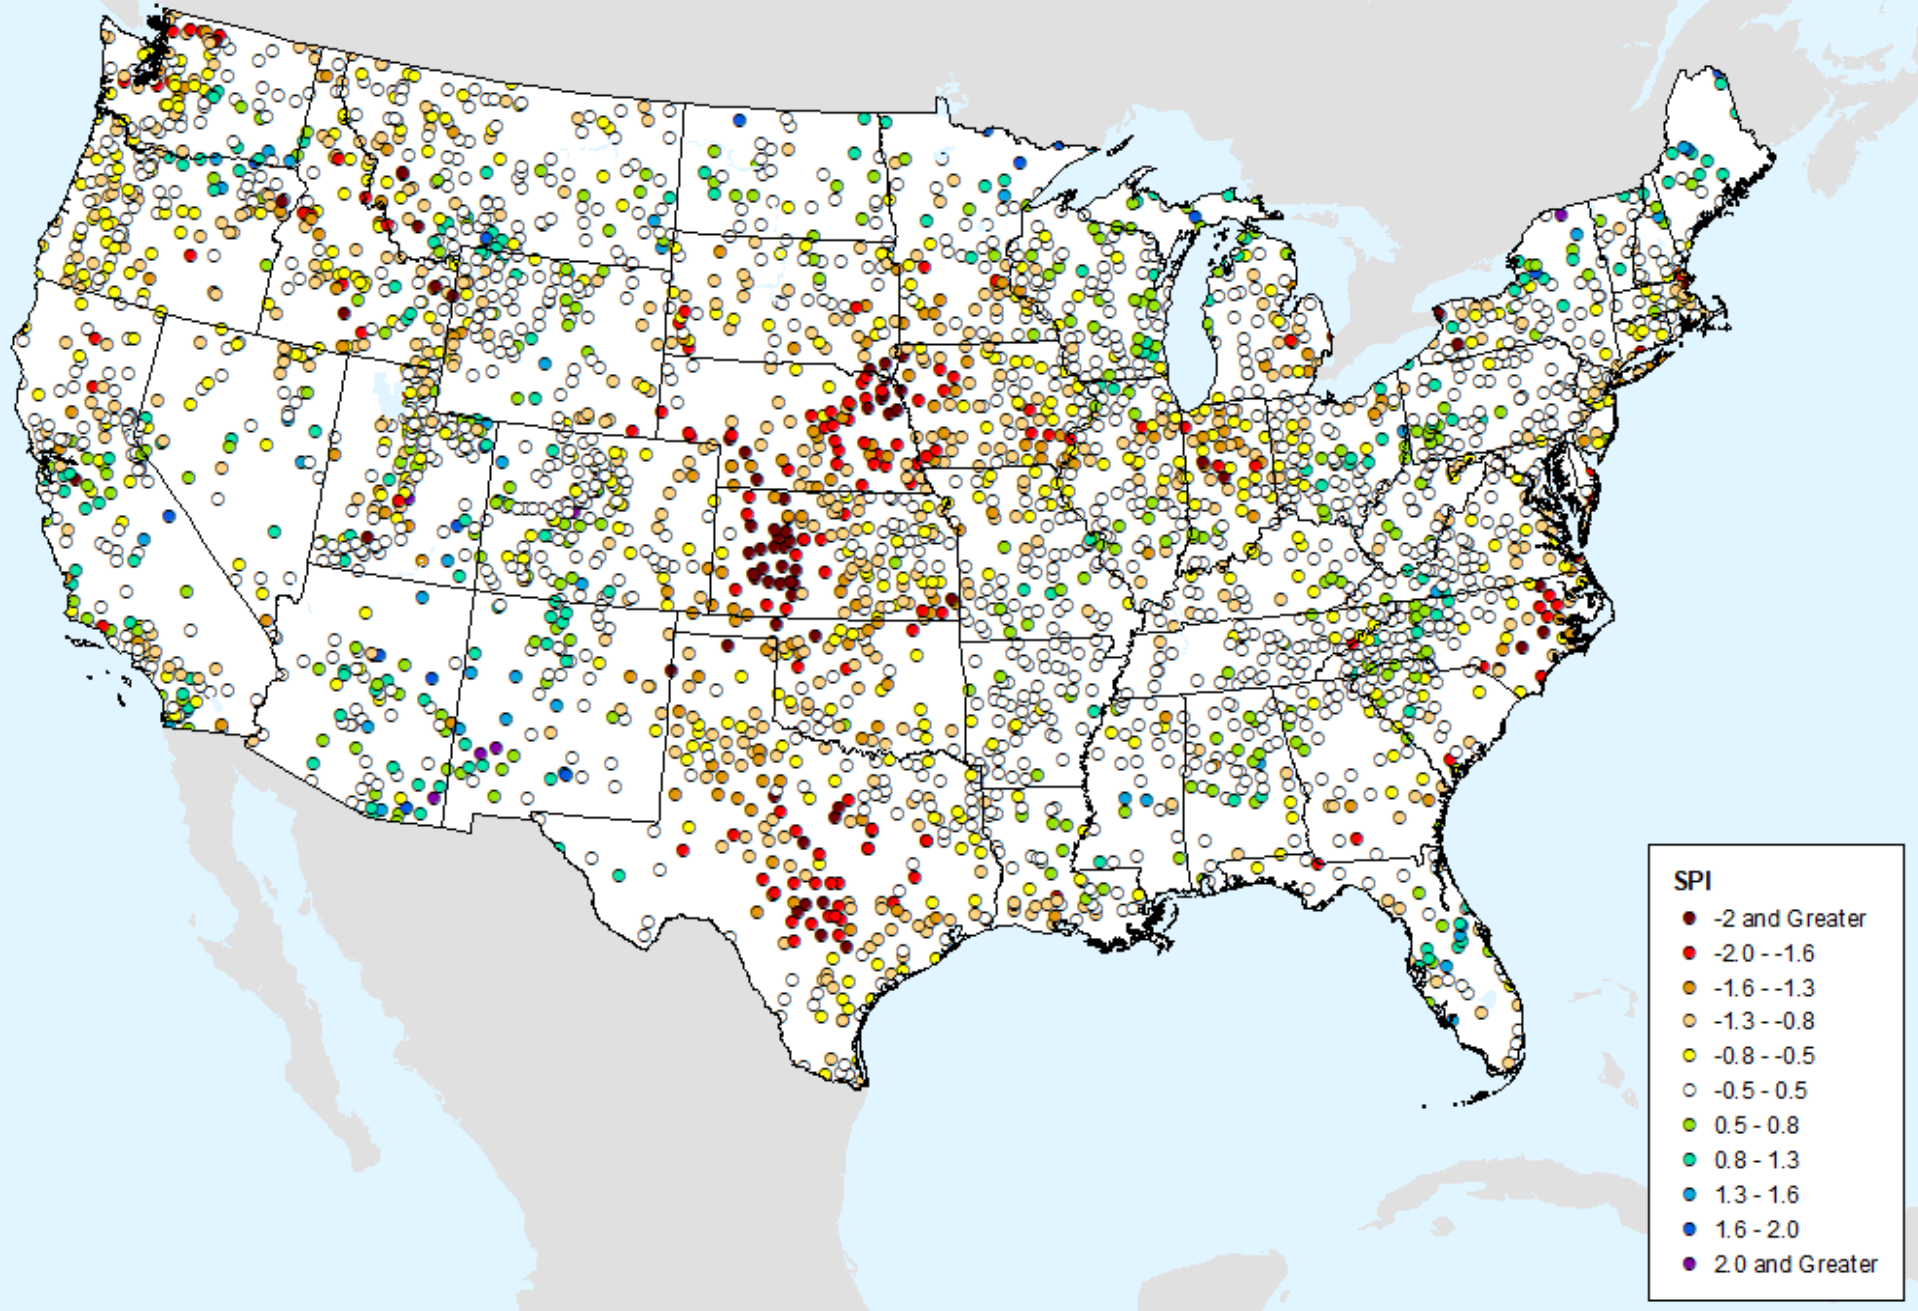 SPI
-2 and Greater
-2.0 - -1.6
-1.6 - -1.3
-1.3 - -0.8
-0.8 - -0.5
-0.5 - 0.5
0.5 - 0.8
0.8 - 1.3
1.3 - 1.6
1.6 - 2.0
2.0 and Greater